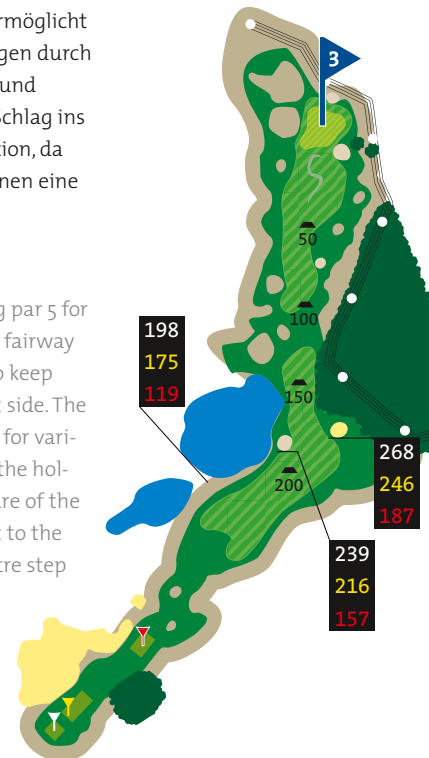 rmöglicht
gen durch
und
Schlag ins
tion, da
nen eine
g par 5 for
fairway
o keep
t side. The
for vari-
the hol-
are of the
t to the
tre step
3
50
100
150
200
198
175
119
268
246
187
239
216
157